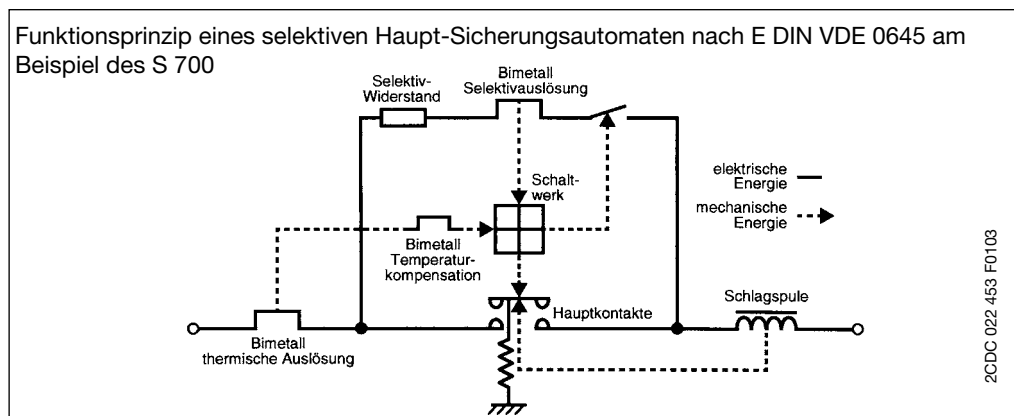 Funktionsprinzip eines selektiven Haupt-Sicherungsautomaten nach E DIN VDE 0645 am
Beispiel des S 700
Selektiv-
Widerstand
Bimetall
Selektivauslösung
Schalt-
werk
elektrische
Energie
mechanische
Energie
Bimetall
Temperatur-
kompensation
Hauptkontakte
Schlagspule
Bimetall
thermische Auslösung
2CDC 022 453 F0103